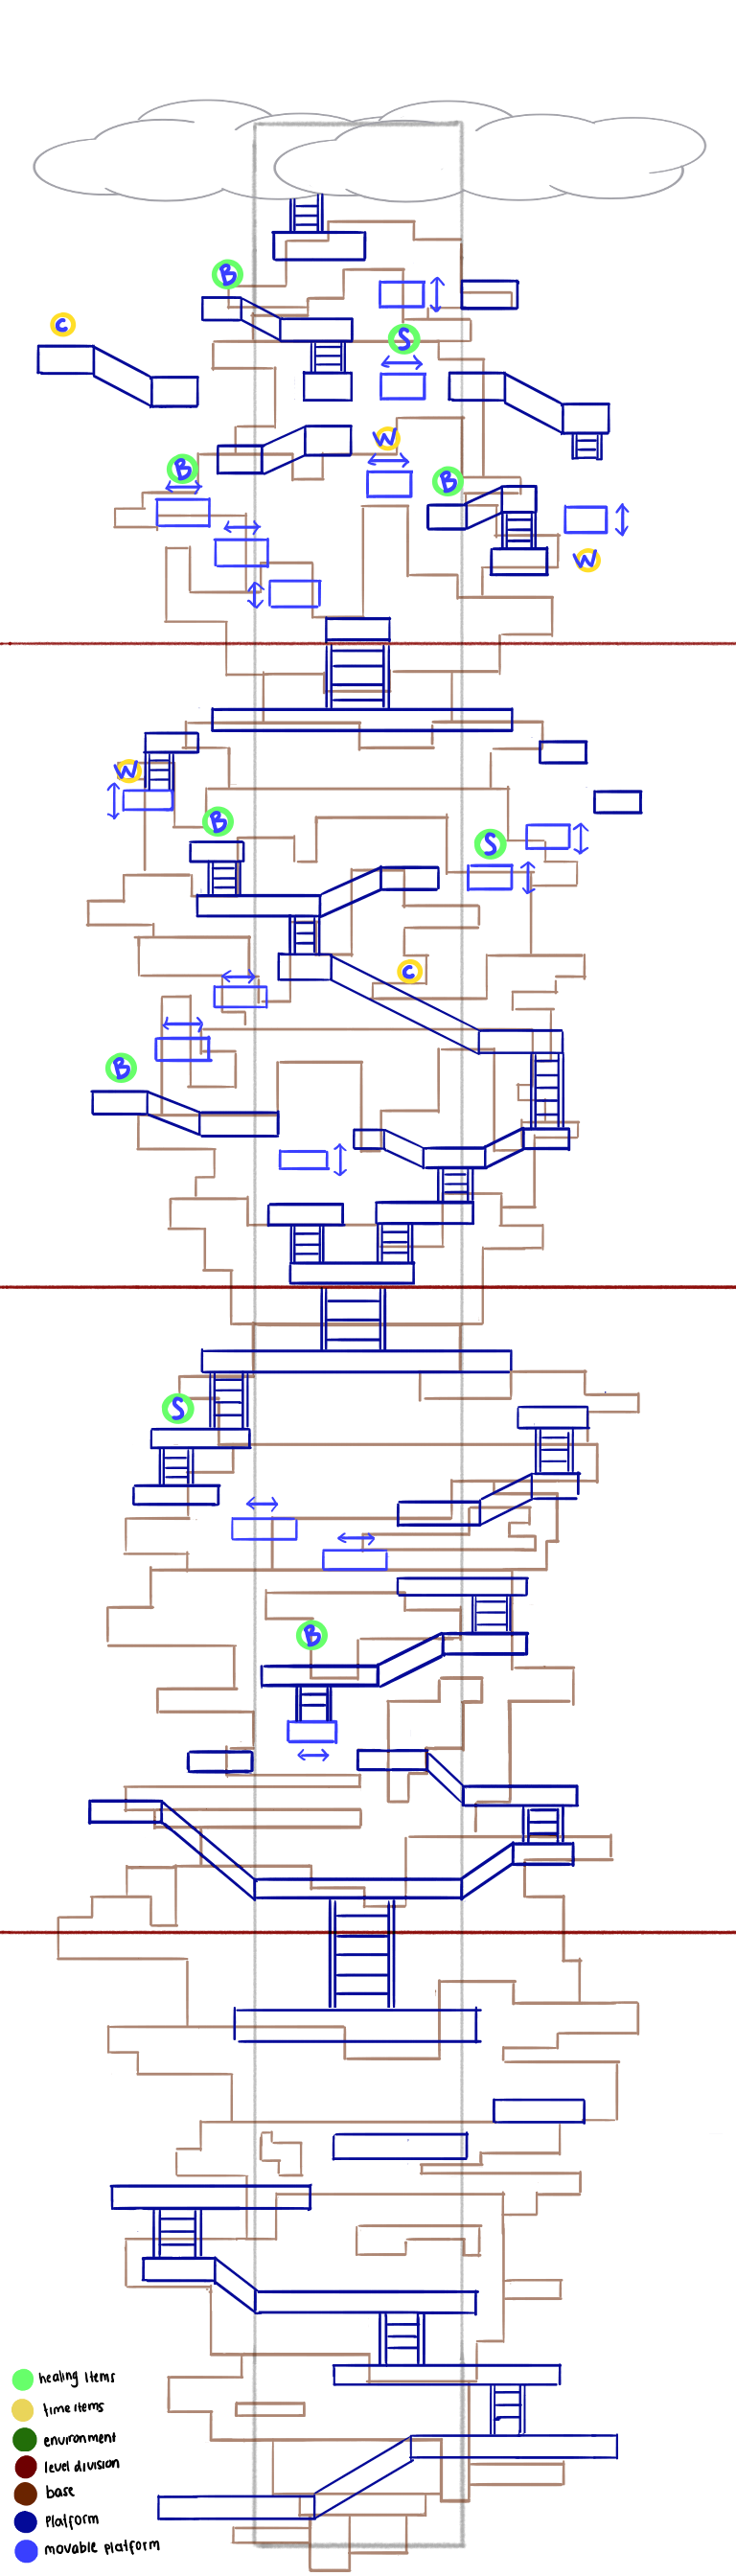 B
C
S
W
B
B
W
W
B
S
C
B
S
B
healing items
time items
environment
level division
base
Platform
movable platform